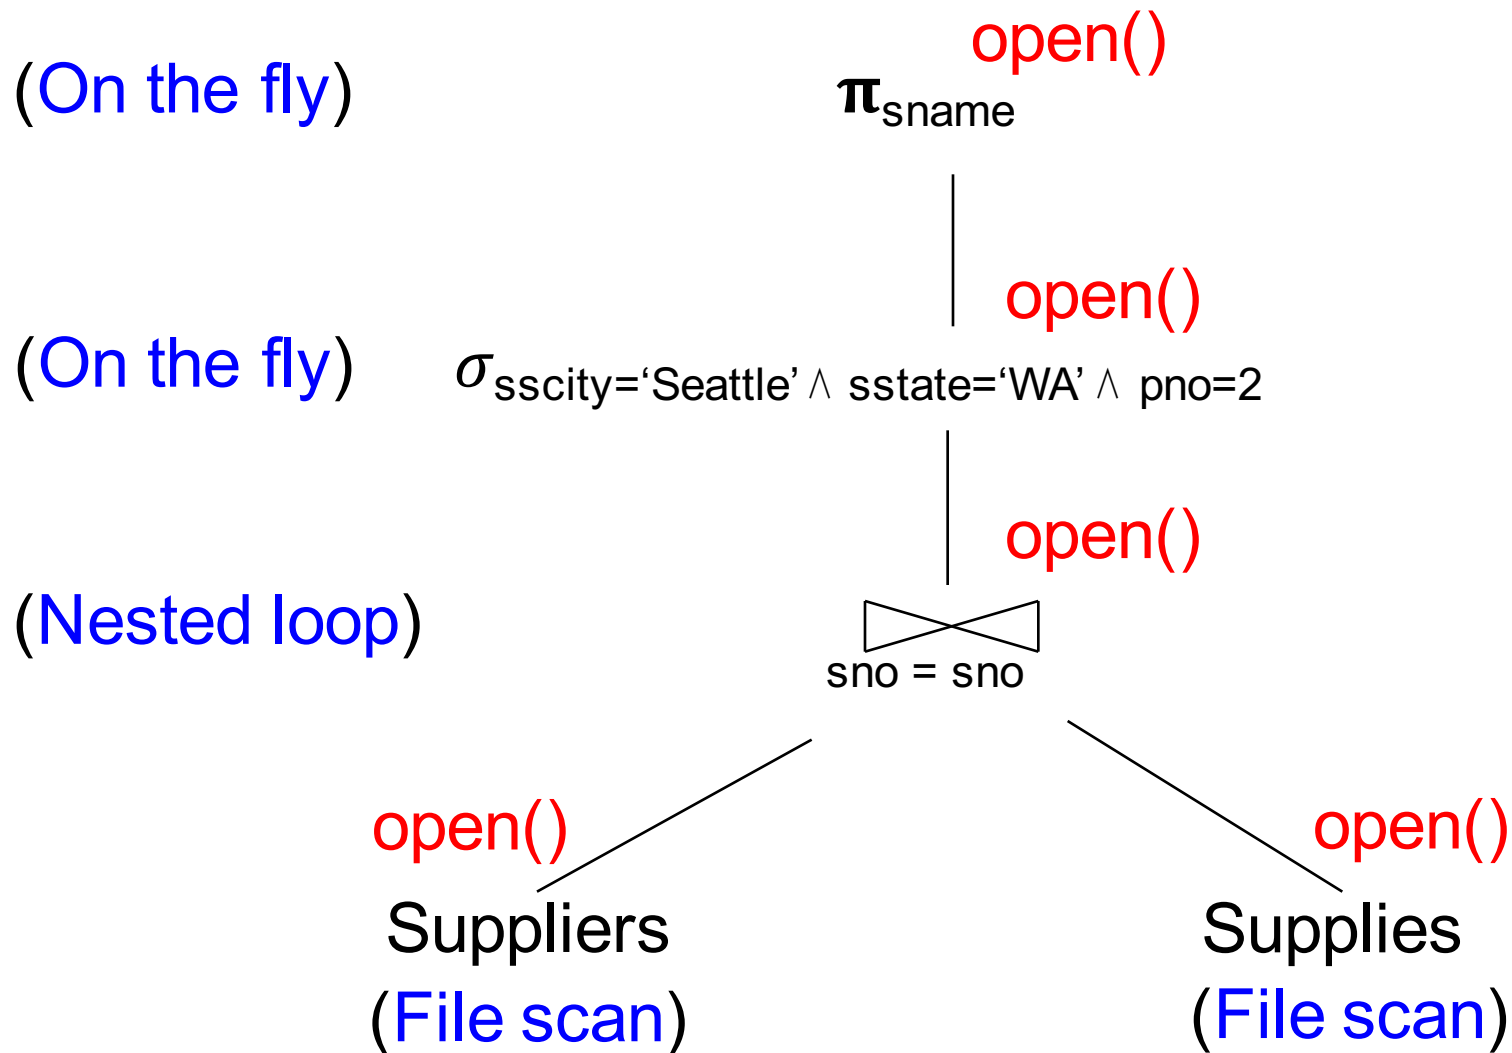 open()
(On the fly) πsname
open()
(On the fly) σsscity=‘Seattle’ ∧ sstate=‘WA’ ∧ pno=2
open()
(Nested loop)
sno = sno
open() open()
Suppliers Supplies
(File scan) (File scan)